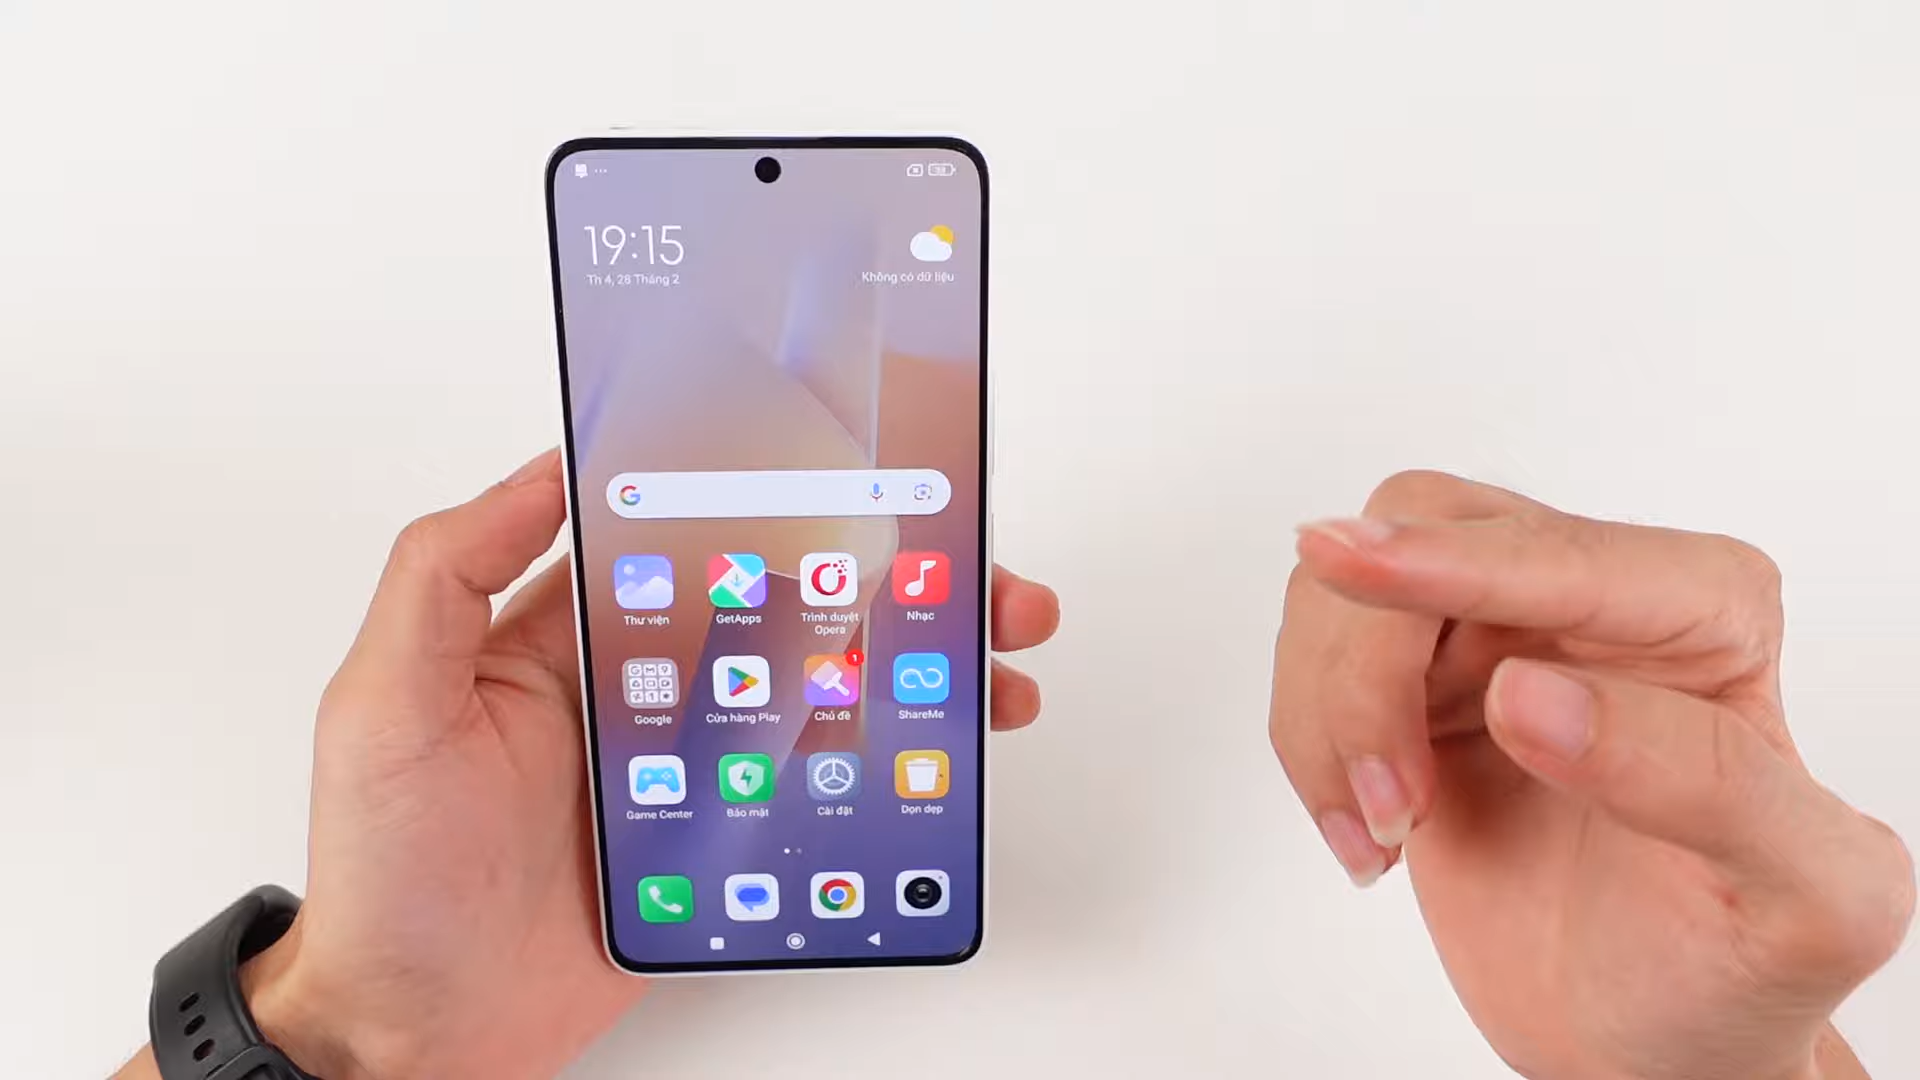 19:15
Th 4, 28 Tháng 2
Không có dữ liệu
Thư viện
GetApps
Trình duyệt
Opera
Nhạc
1
Google
Cửa hàng Play
Chủ đề
ShareMe
Game Center
Bảo mật
Cài đặt
Dọn dẹp